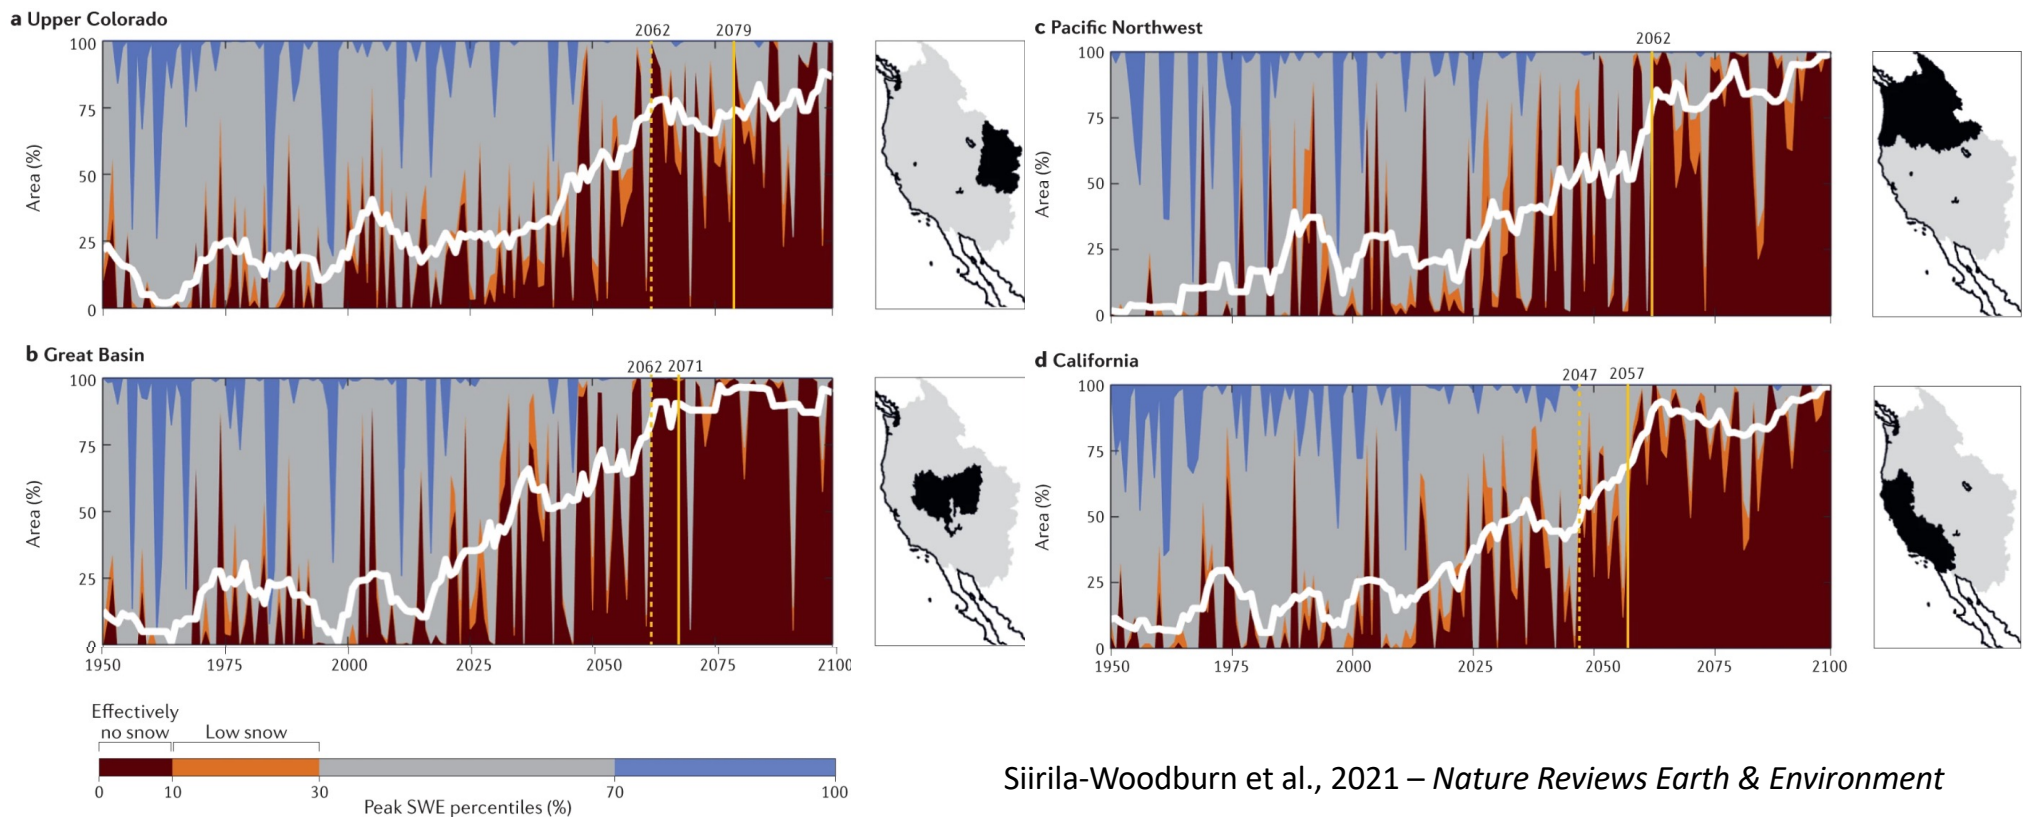 a Upper Colorado
2062 2079
100
75
50
25
0
Area (%)
b Great Basin
2062 2071
100
75
50
25
0
Area (%)
1950 1975 2000 2025 2050 2075 2100
c Pacific Northwest
2062
100
75
50
25
0
Area (%)
d California
2047 2057
100
75
50
25
0
Area (%)
1950 1975 2000 2025 2050 2075 2100
Effectively
no snow Low snow
0 10 30 70 100
Peak SWE percentiles (%)
Siirila-Woodburn et al., 2021 – Nature Reviews Earth & Environment